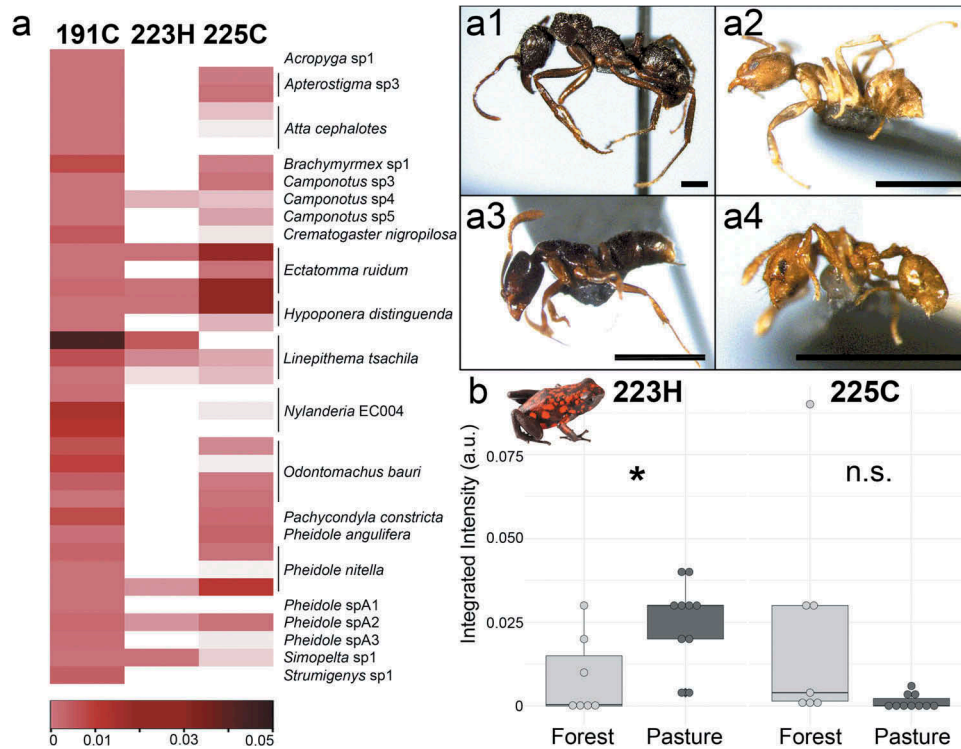 a
191C 223H 225C
Acropyga sp1
Apterostigma sp3
Atta cephalotes
Brachymyrmex sp1
Camponotus sp3
Camponotus sp4
Camponotus sp5
Crematogaster nigropilosa
Ectatomma ruidum
Hypoponera distinguenda
Linepithema tsachila
Nylanderia EC004
Odontomachus bauri
Pachycondyla constricta
Pheidole angulifera
Pheidole nitella
Pheidole spA1
Pheidole spA2
Pheidole spA3
Simopelta sp1
Strumigenys sp1
0 0.01 0.03 0.05
a1
a2
a3
a4
b
223H 225C
Integrated Intensity (a.u.)
0.075
0.050
0.025
0
*
n.s.
Forest Pasture Forest Pasture